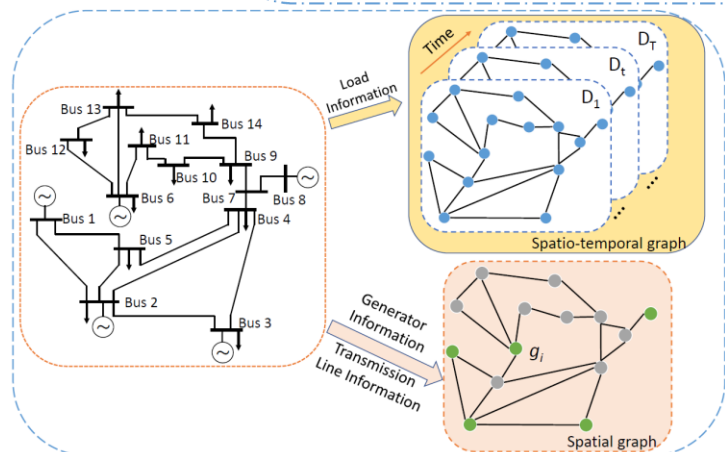 Bus 13
Bus 14
Bus 12
Bus 11
Bus 9
Bus 10
Bus 6
Bus 7
Bus 8
Bus 1
Bus 4
Bus 5
Bus 2
Bus 3
Load
Information
Time
D_T
D_t
D_1
Spatio-temporal graph
Generator
Information
Transmission
Line Information
g_i
Spatial graph